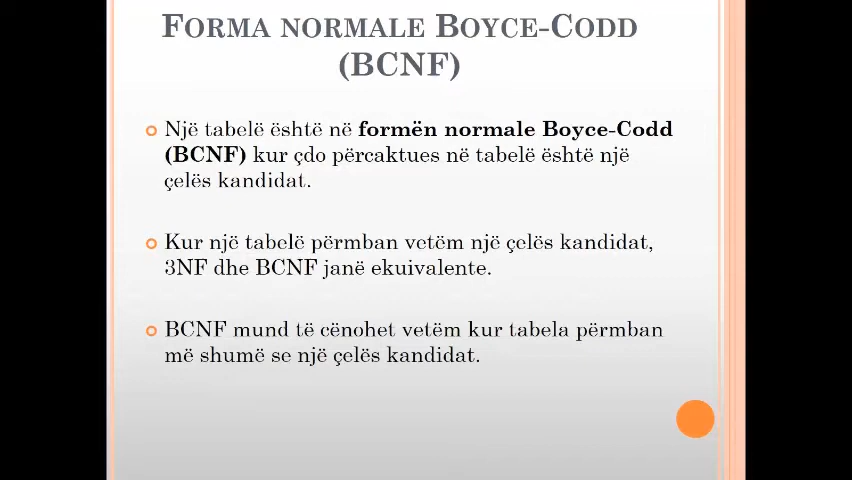 FORMA NORMALE BOYCE-CODD
(BCNF)
Një tabelë është në formën normale Boyce-Codd
(BCNF) kur çdo përcaktues në tabelë është një
çelës kandidat.
Kur një tabelë përmban vetëm një çelës kandidat,
3NF dhe BCNF janë ekuivalente.
BCNF mund të cënohet vetëm kur tabela përmban
më shumë se një çelës kandidat.